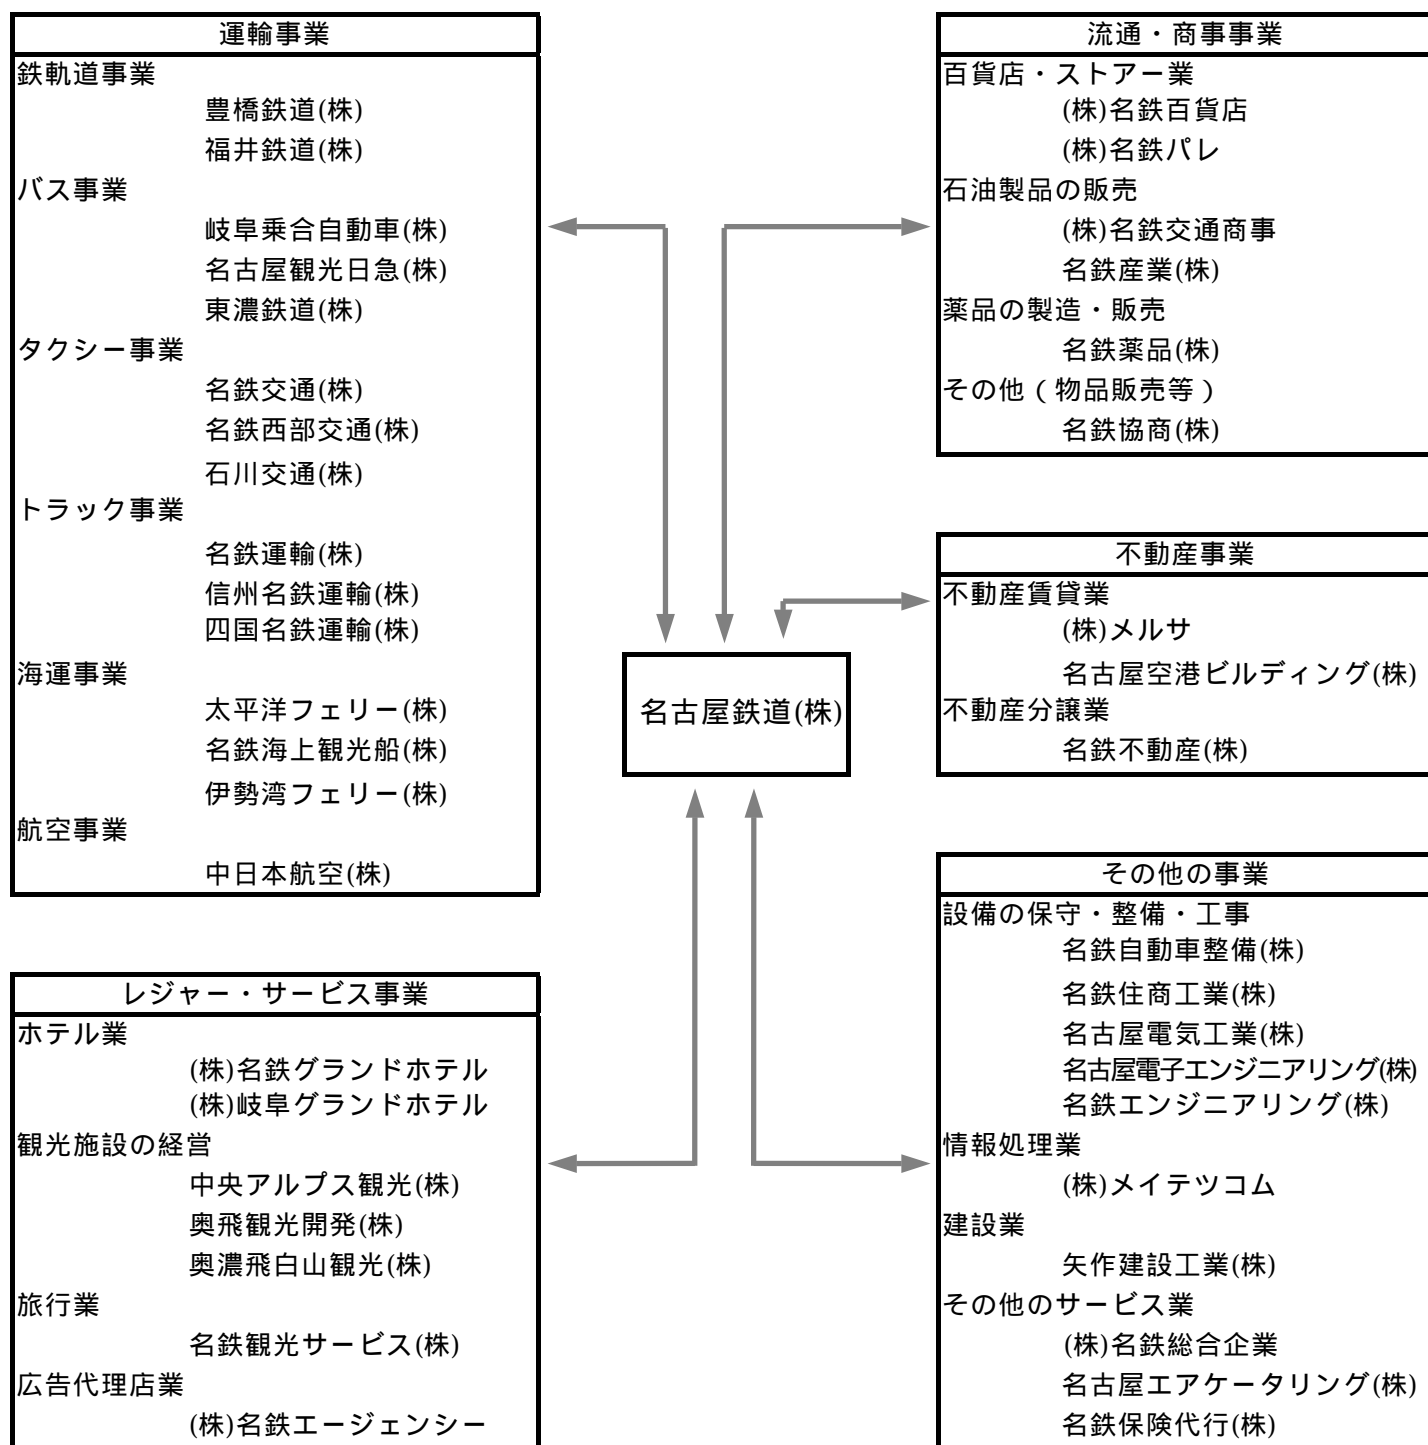 運輸事業
鉄軌道事業
豊橋鉄道(株)
福井鉄道(株)
バス事業
岐阜乗合自動車(株)
名古屋観光日急(株)
東濃鉄道(株)
タクシー事業
名鉄交通(株)
名鉄西部交通(株)
石川交通(株)
トラック事業
名鉄運輸(株)
信州名鉄運輸(株)
四国名鉄運輸(株)
海運事業
太平洋フェリー(株)
名鉄海上観光船(株)
伊勢湾フェリー(株)
航空事業
中日本航空(株)
レジャー・サービス事業
ホテル業
(株)名鉄グランドホテル
(株)岐阜グランドホテル
観光施設の経営
中央アルプス観光(株)
奥飛観光開発(株)
奥濃飛白山観光(株)
旅行業
名鉄観光サービス(株)
広告代理店業
(株)名鉄エージェンシー
名古屋鉄道(株)
流通・商事事業
百貨店・ストアー業
(株)名鉄百貨店
(株)名鉄パレ
石油製品の販売
(株)名鉄交通商事
名鉄産業(株)
薬品の製造・販売
名鉄薬品(株)
その他(物品販売等)
名鉄協商(株)
不動産事業
不動産賃貸業
(株)メルサ
名古屋空港ビルディング(株)
不動産分譲業
名鉄不動産(株)
その他の事業
設備の保守・整備・工事
名鉄自動車整備(株)
名鉄住商工業(株)
名古屋電気工業(株)
名古屋電子エンジニアリング(株)
名鉄エンジニアリング(株)
情報処理業
(株)メイテツコム
建設業
矢作建設工業(株)
その他のサービス業
(株)名鉄総合企業
名古屋エアケータリング(株)
名鉄保険代行(株)